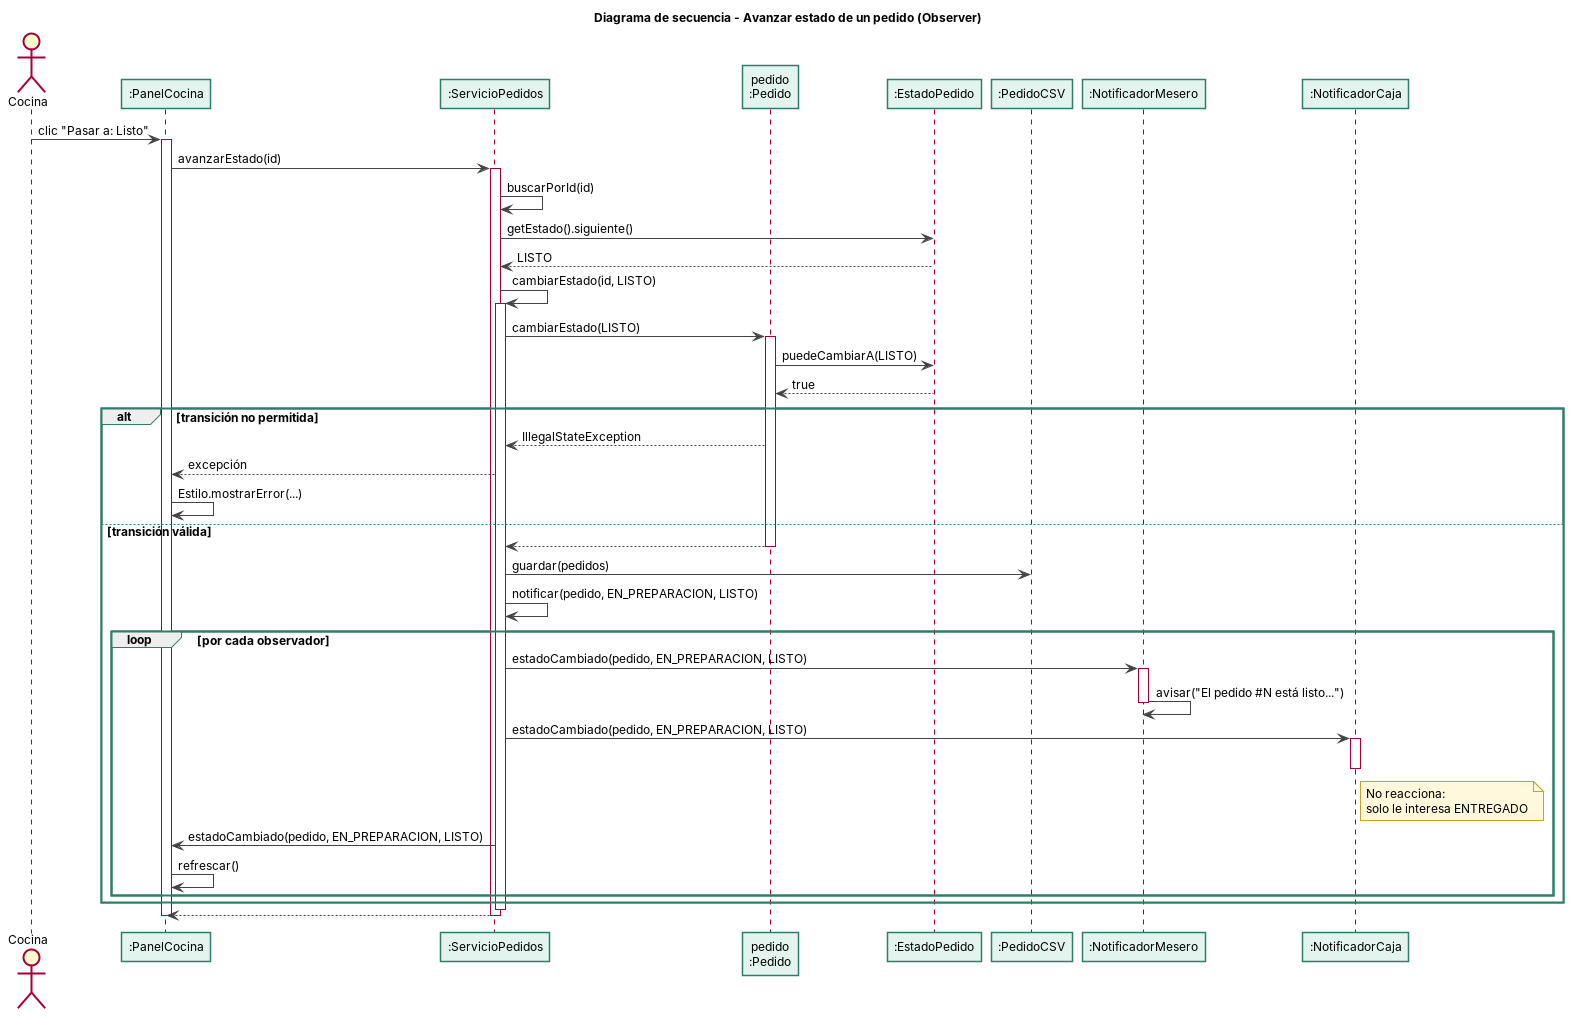 Diagrama de secuencia - Avanzar estado de un pedido (Observer)
Cocina
:PanelCocina
:ServicioPedidos
pedido
:Pedido
:EstadoPedido
:PedidoCSV
:NotificadorMesero
:NotificadorCaja
clic "Pasar a: Listo"
avanzarEstado(id)
buscarPorId(id)
getEstado().siguiente()
LISTO
cambiarEstado(id, LISTO)
cambiarEstado(LISTO)
puedeCambiarA(LISTO)
true
alt
[transición no permitida]
IllegalStateException
excepción
Estilo.mostrarError(...)
[transición válida]
guardar(pedidos)
notificar(pedido, EN_PREPARACION, LISTO)
loop
[por cada observador]
estadoCambiado(pedido, EN_PREPARACION, LISTO)
avisar("El pedido #N está listo...")
estadoCambiado(pedido, EN_PREPARACION, LISTO)
No reacciona:
solo le interesa ENTREGADO
estadoCambiado(pedido, EN_PREPARACION, LISTO)
refrescar()
Cocina
:PanelCocina
:ServicioPedidos
pedido
:Pedido
:EstadoPedido
:PedidoCSV
:NotificadorMesero
:NotificadorCaja